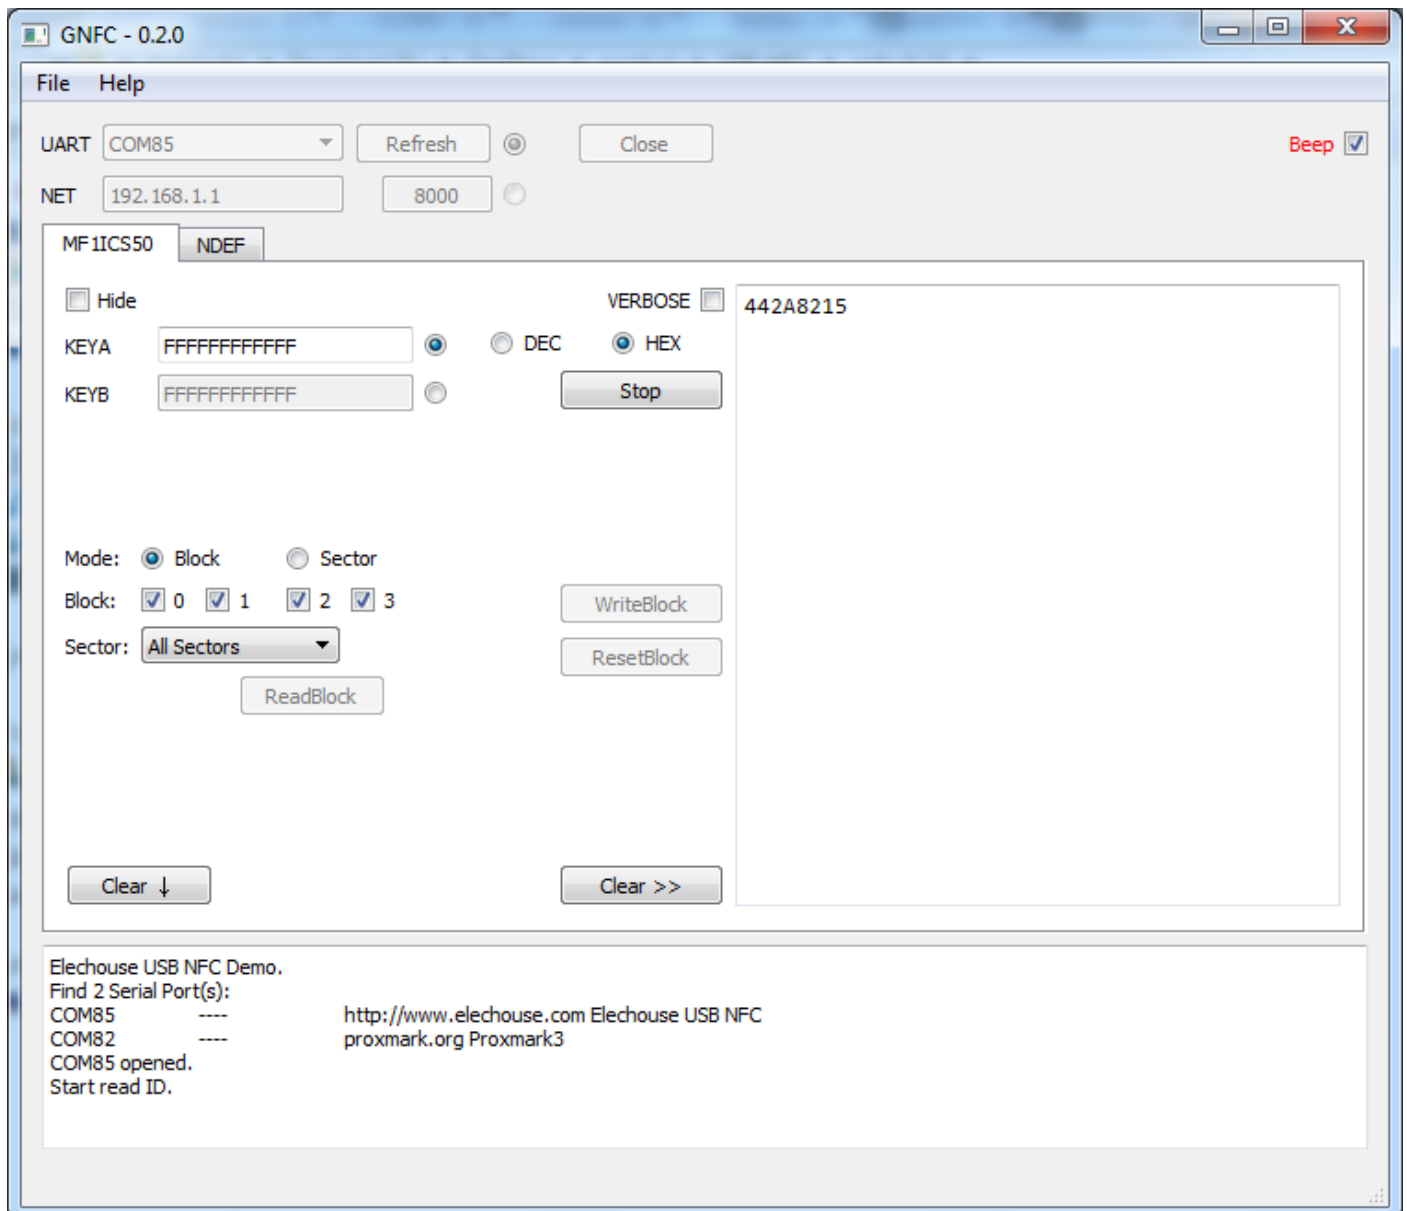 GNFC - 0.2.0
File Help
UART COM85 Refresh Close Beep
NET 192.168.1.1 8000
MF1ICS50 NDEF
Hide VERBOSE 442A8215
KEYA FFFFFFFFFFFF DEC HEX
KEYB FFFFFFFFFFFF Stop
Mode: Block Sector
Block: 0 1 2 3 WriteBlock
Sector: All Sectors ResetBlock
ReadBlock
Clear ↓ Clear >>
Elechouse USB NFC Demo.
Find 2 Serial Port(s):
COM85 ---- http://www.elechouse.com Elechouse USB NFC
COM82 ---- proxmark.org Proxmark3
COM85 opened.
Start read ID.